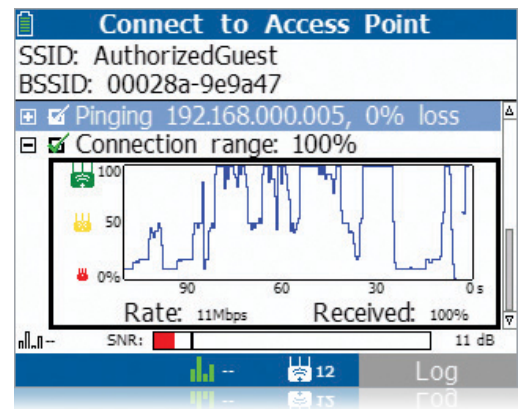 Connect to Access Point
SSID: AuthorizedGuest
BSSID: 00028a-9e9a47
Pinging 192.168.000.005, 0% loss
Connection range: 100%
100
50
0%
90 60 30 0 s
Rate: 11Mbps Received: 100%
-- SNR: 11 dB
-- 12 Log